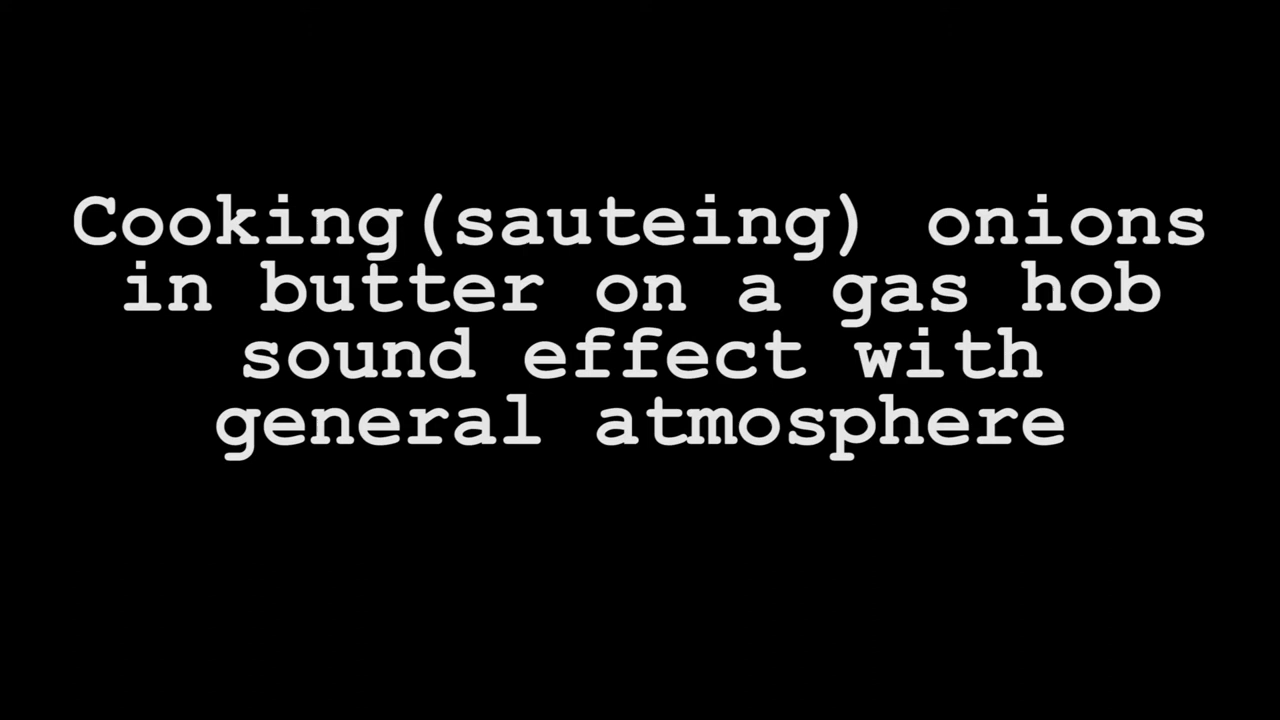 Cooking(sauteing) onions
in butter on a gas hob
sound effect with
general atmosphere